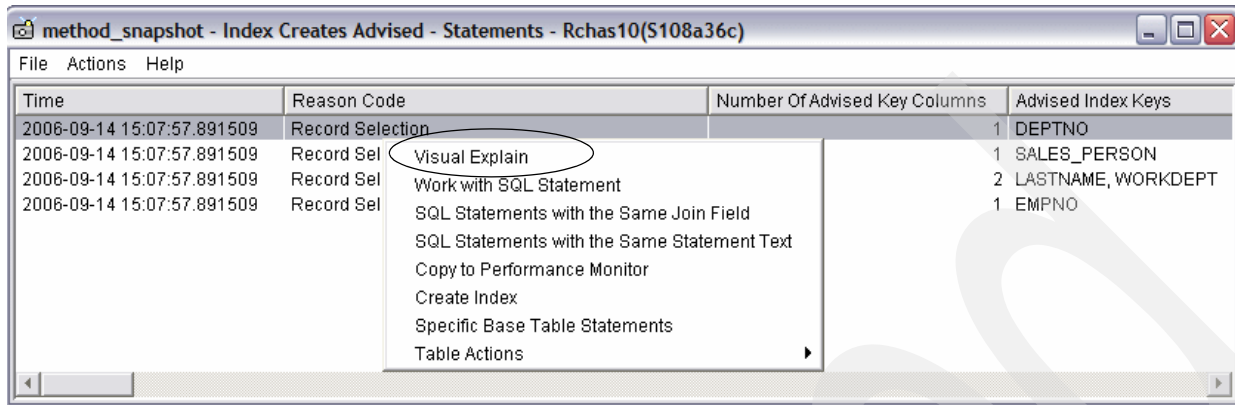 method_snapshot - Index Creates Advised - Statements - Rchas10(S108a36c)
File Actions Help
Time Reason Code Number Of Advised Key Columns Advised Index Keys
2006-09-14 15:07:57.891509 Record Selection 1 DEPTNO
2006-09-14 15:07:57.891509 Record Sel 1 SALES_PERSON
2006-09-14 15:07:57.891509 Record Sel 2 LASTNAME, WORKDEPT
2006-09-14 15:07:57.891509 Record Sel 1 EMPNO
Visual Explain
Work with SQL Statement
SQL Statements with the Same Join Field
SQL Statements with the Same Statement Text
Copy to Performance Monitor
Create Index
Specific Base Table Statements
Table Actions